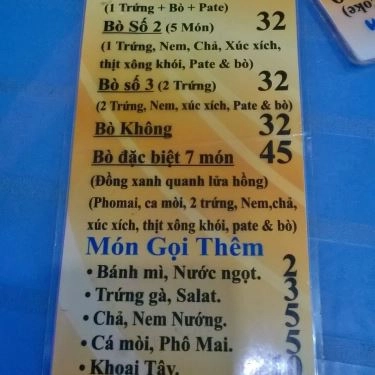 (1 Trứng + Bò + Pate)
Bò Số 2 (5 Món) 32
(1 Trứng, Nem, Chả, Xúc xích,
thịt xông khói, Pate & bò)
Bò số 3 (2 Trứng) 32
(2 Trứng, Nem, xúc xích, Pate & bò)
Bò Không 32
Bò đặc biệt 7 món 45
(Đồng xanh quanh lửa hồng)
(Phomai, ca mòi, 2 trứng, Nem,chả,
xúc xích, thịt xông khói, pate & bò)
Món Gọi Thêm
• Bánh mì, Nước ngọt. 2
• Trứng gà, Salat. 3
• Chả, Nem Nướng. 5
• Cá mòi, Phô Mai. 5
• Khoai Tây.
oke)